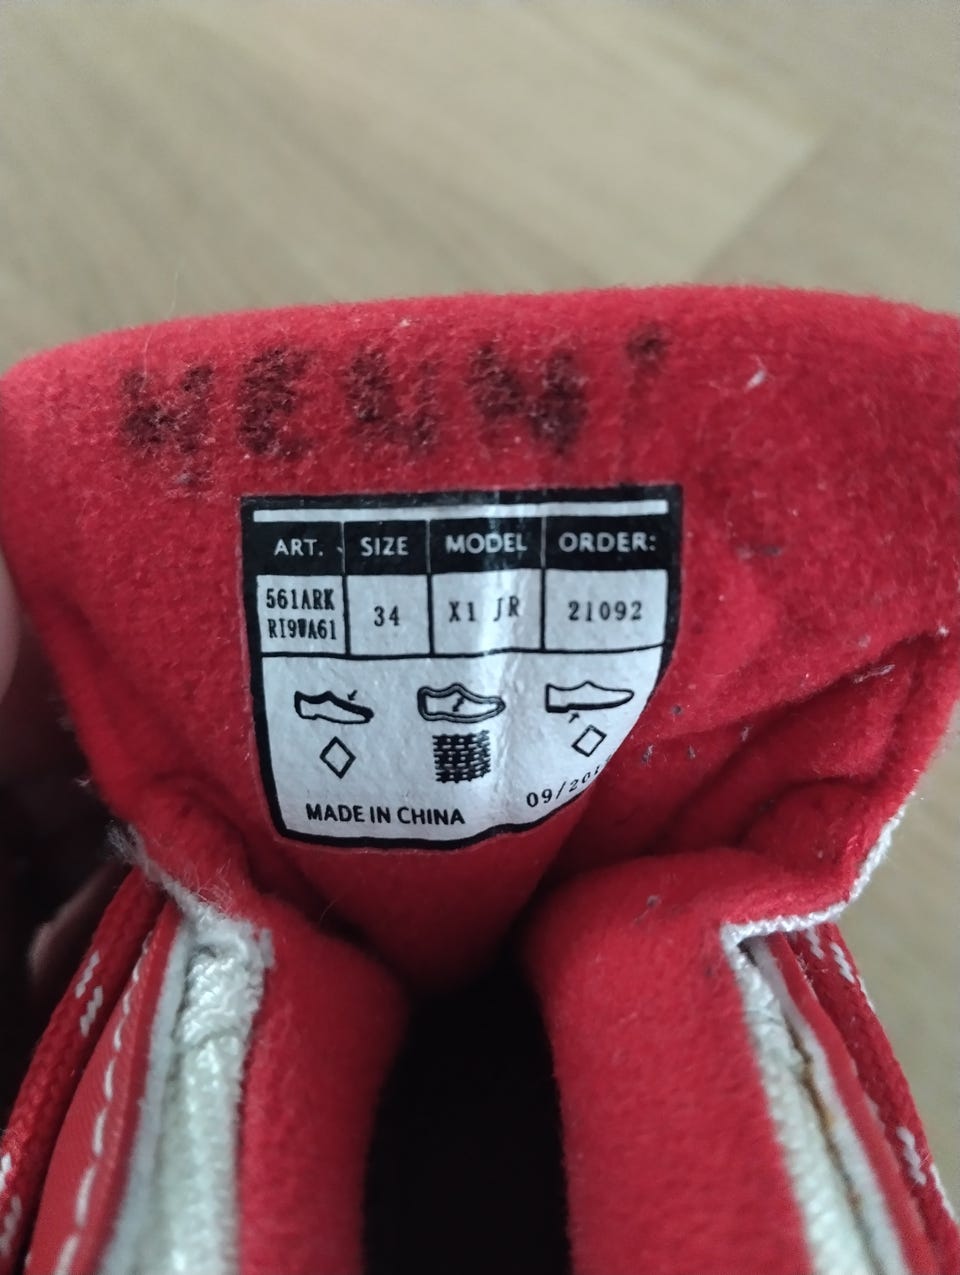 ART. SIZE MODEL ORDER:
561ARK
RI9WA61 34 X1 JR 21092
MADE IN CHINA